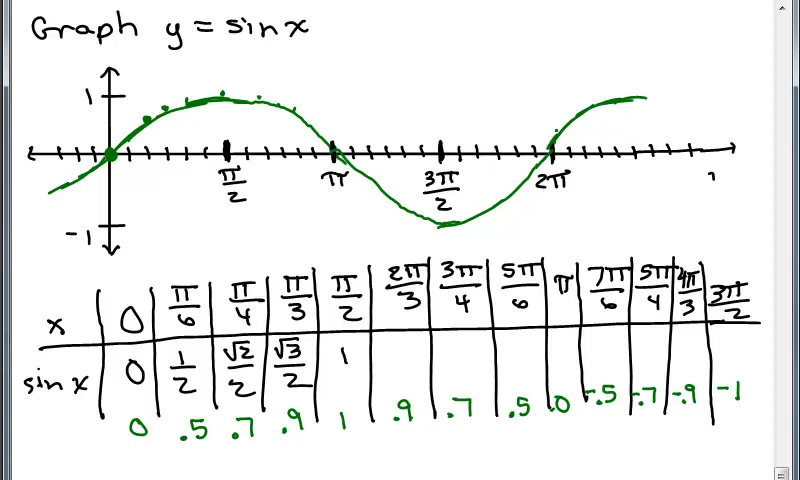 Graph y = sin x
1
π/2 π 3π/2 2π
-1
x 0 π/6 π/4 π/3 π/2 2π/3 3π/4 5π/6 π 7π/6 5π/4 4π/3 3π/2
sin x 0 1/2 √2/2 √3/2 1
0 .5 .7 .9 1 .9 .7 .5 .0 -.5 -.7 -.9 -1